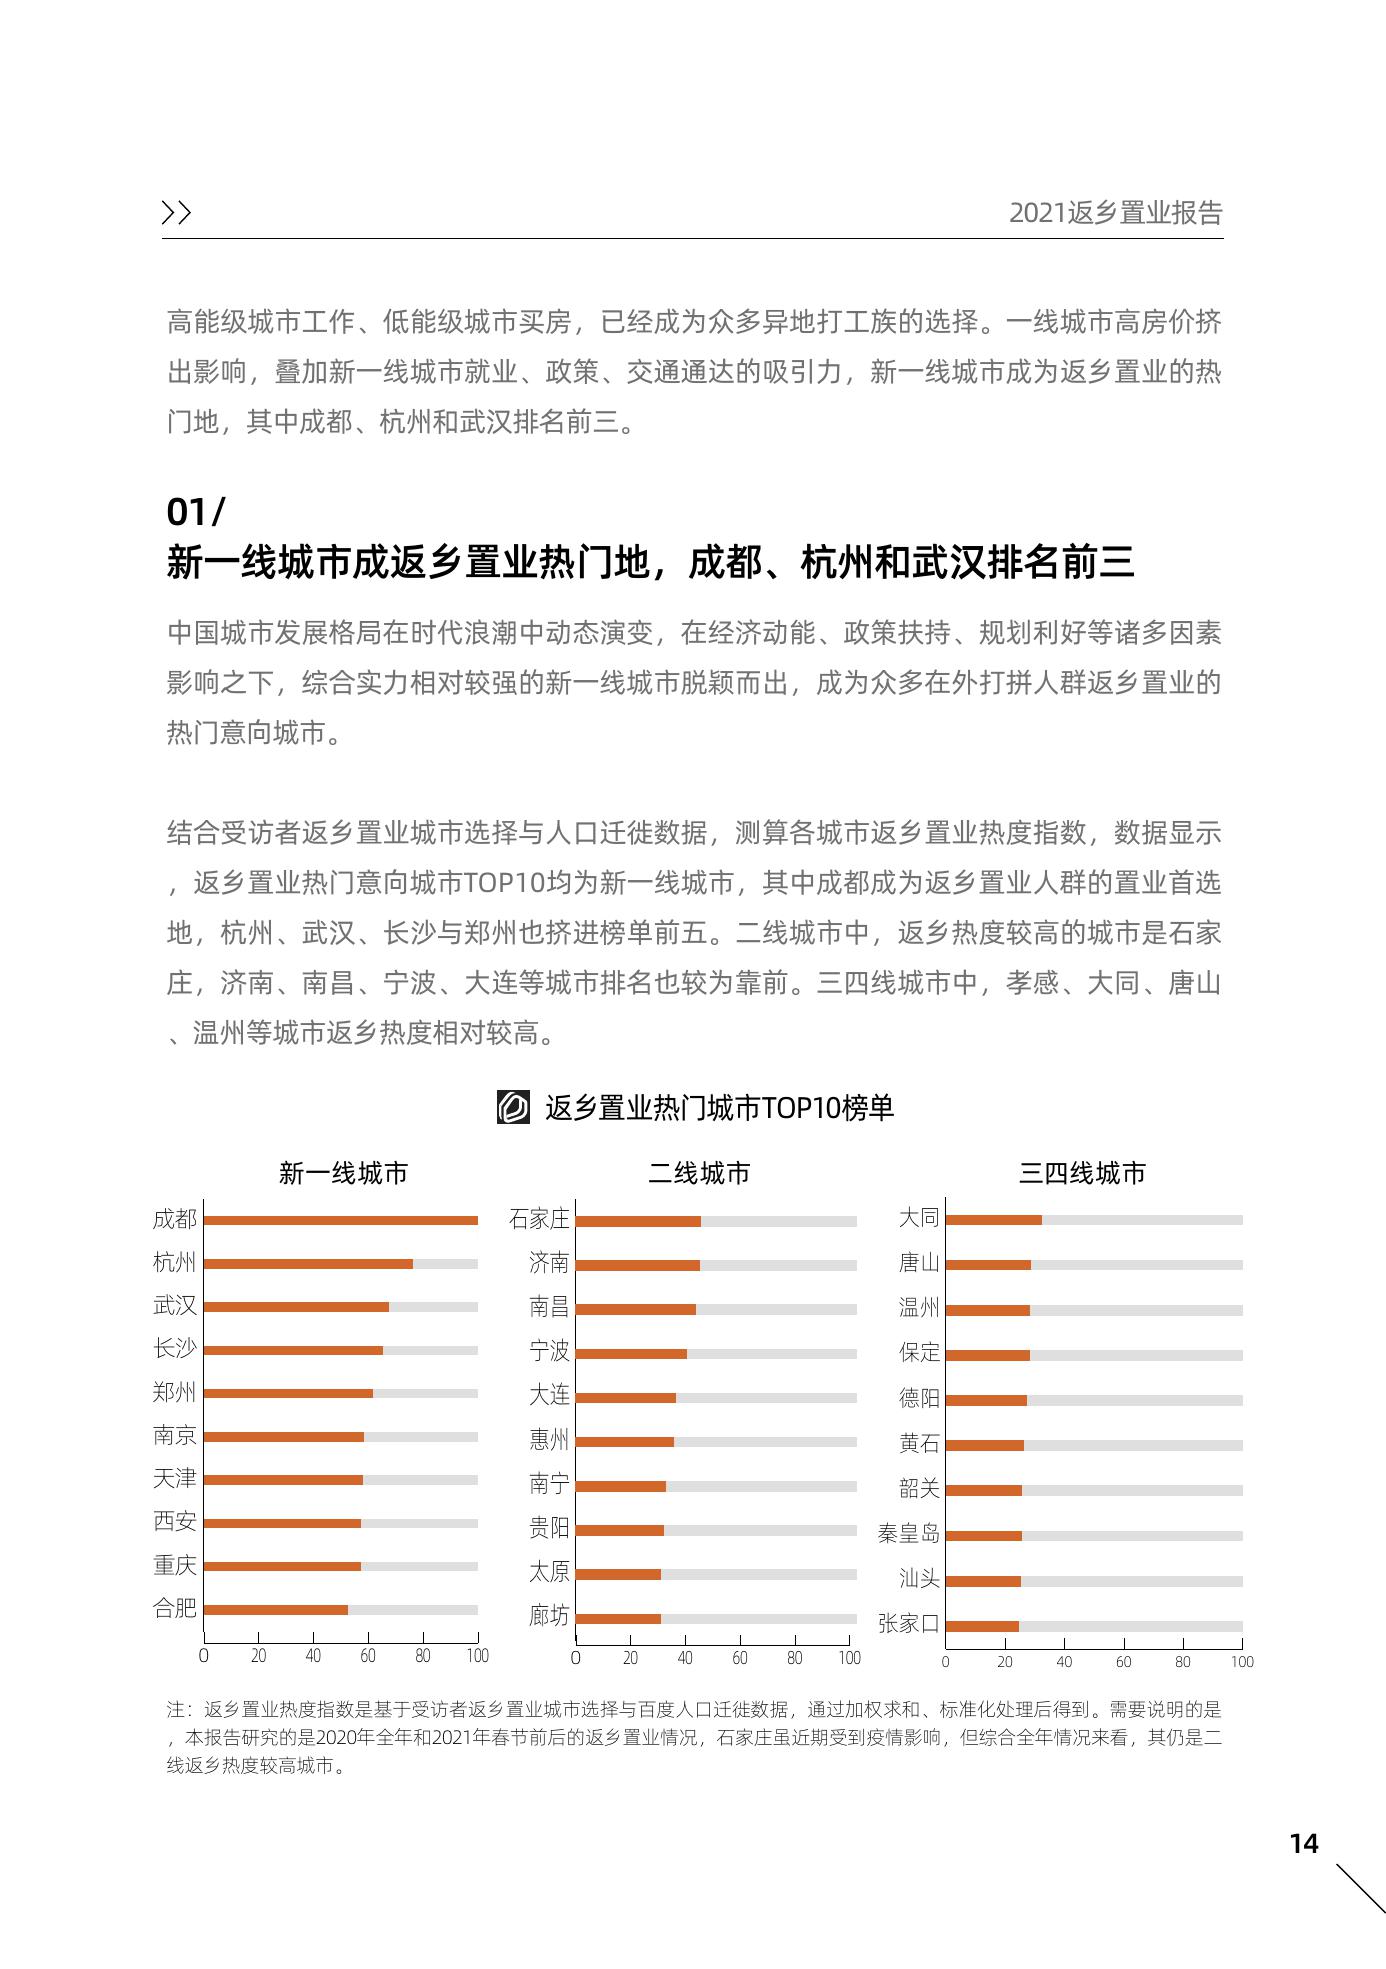 2021返乡置业报告
高能级城市工作、低能级城市买房，已经成为众多异地打工族的选择。一线城市高房价挤
出影响，叠加新一线城市就业、政策、交通通达的吸引力，新一线城市成为返乡置业的热
门地，其中成都、杭州和武汉排名前三。
01/
新一线城市成返乡置业热门地，成都、杭州和武汉排名前三
中国城市发展格局在时代浪潮中动态演变，在经济动能、政策扶持、规划利好等诸多因素
影响之下，综合实力相对较强的新一线城市脱颖而出，成为众多在外打拼人群返乡置业的
热门意向城市。
结合受访者返乡置业城市选择与人口迁徙数据，测算各城市返乡置业热度指数，数据显示
，返乡置业热门意向城市TOP10均为新一线城市，其中成都成为返乡置业人群的置业首选
地，杭州、武汉、长沙与郑州也挤进榜单前五。二线城市中，返乡热度较高的城市是石家
庄，济南、南昌、宁波、大连等城市排名也较为靠前。三四线城市中，孝感、大同、唐山
、温州等城市返乡热度相对较高。
返乡置业热门城市TOP10榜单
新一线城市
成都
杭州
武汉
长沙
郑州
南京
天津
西安
重庆
合肥
0 20 40 60 80 100
二线城市
石家庄
济南
南昌
宁波
大连
惠州
南宁
贵阳
太原
廊坊
0 20 40 60 80 100
三四线城市
大同
唐山
温州
保定
德阳
黄石
韶关
秦皇岛
汕头
张家口
0 20 40 60 80 100
注：返乡置业热度指数是基于受访者返乡置业城市选择与百度人口迁徙数据，通过加权求和、标准化处理后得到。需要说明的是
，本报告研究的是2020年全年和2021年春节前后的返乡置业情况，石家庄虽近期受到疫情影响，但综合全年情况来看，其仍是二
线返乡热度较高城市。
14